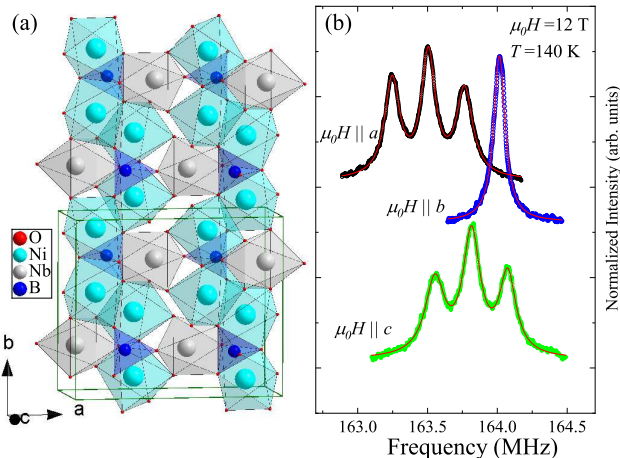 (a)
O
Ni
Nb
B
b
c
a
(b)
μ₀H =12 T
T = 140 K
μ₀H || a
μ₀H || b
μ₀H || c
Normalized Intensity (arb. units)
163.0 163.5 164.0 164.5
Frequency (MHz)